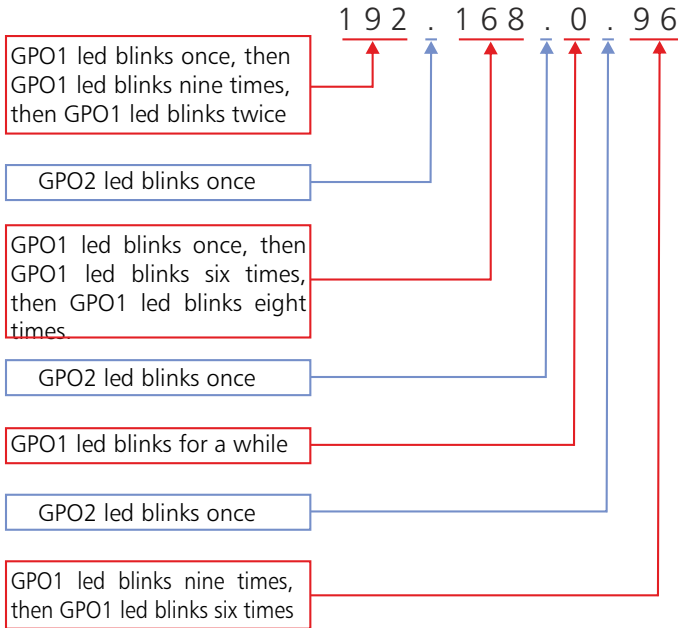 192.168.0.96
GPO1 led blinks once, then
GPO1 led blinks nine times,
then GPO1 led blinks twice
GPO2 led blinks once
GPO1 led blinks once, then
GPO1 led blinks six times,
then GPO1 led blinks eight
times.
GPO2 led blinks once
GPO1 led blinks for a while
GPO2 led blinks once
GPO1 led blinks nine times,
then GPO1 led blinks six times